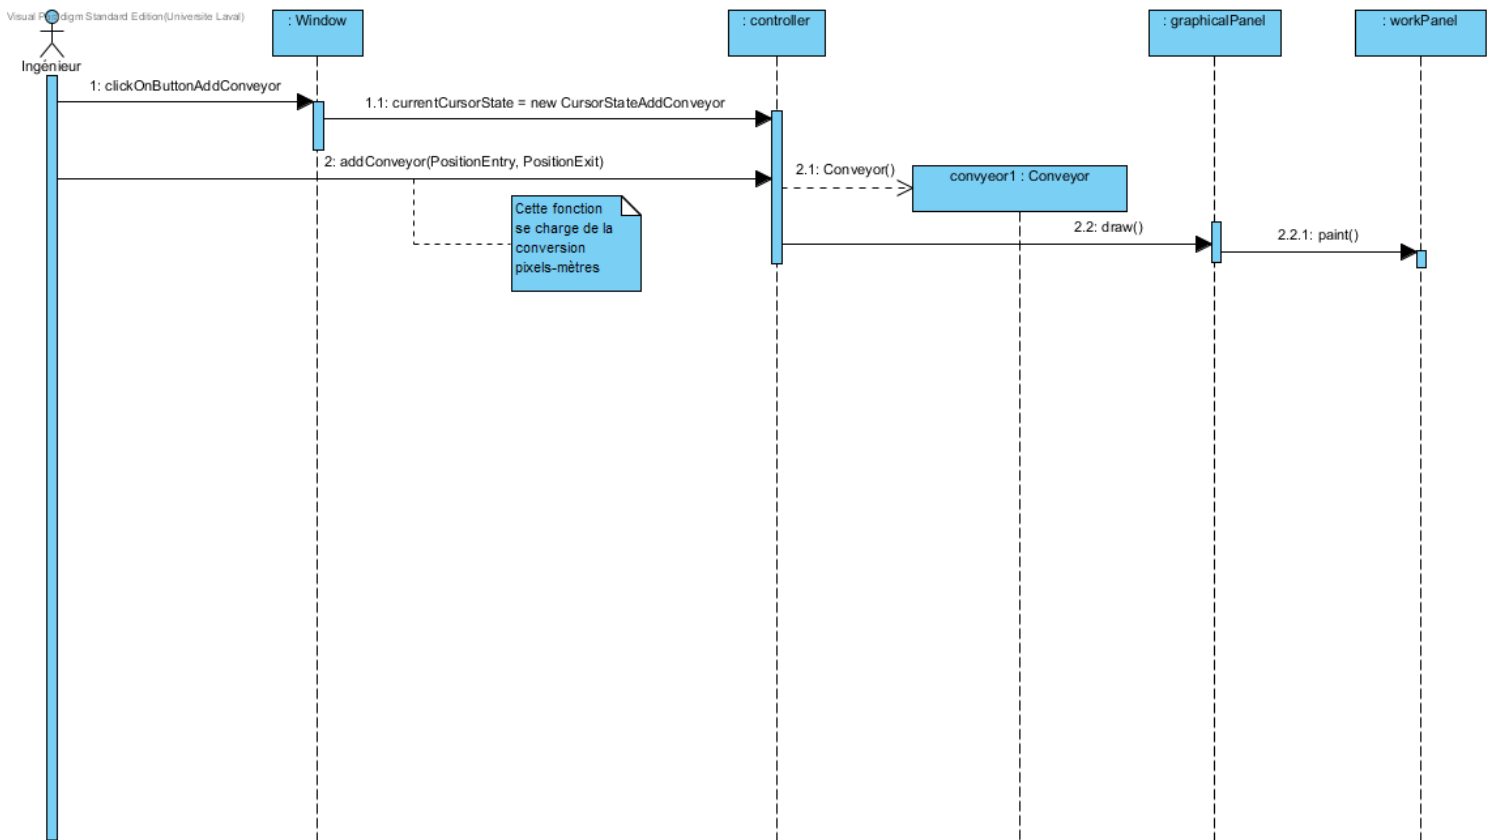 Visual Paradigm Standard Edition(Universite Laval)
Ingénieur
: Window
: controller
: graphicalPanel
: workPanel
1: clickOnButtonAddConveyor
1.1: currentCursorState = new CursorStateAddConveyor
2: addConveyor(PositionEntry, PositionExit)
2.1: Conveyor()
convyeor1 : Conveyor
Cette fonction
se charge de la
conversion
pixels-mètres
2.2: draw()
2.2.1: paint()